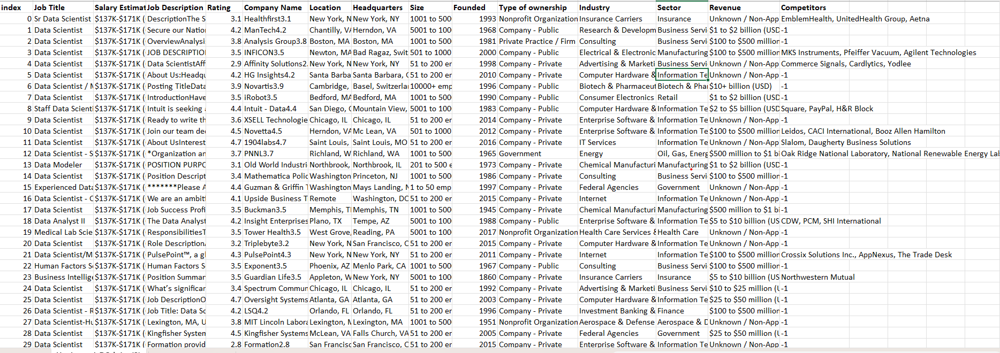 index Job Title Salary Estimat Job Description Rating Company Name Location Headquarters Size Founded Type of ownership Industry Sector Revenue Competitors
0 Sr Data Scientist $137K-$171K ( DescriptionThe S 3.1 Healthfirst3.1 New York, N New York, NY 1001 to 500 1993 Nonprofit Organization Insurance Carriers Insurance Unknown / Non-App EmblemHealth, UnitedHealth Group, Aetna
1 Data Scientist $137K-$171K ( Secure our Natio 4.2 ManTech4.2 Chantilly, VA Herndon, VA 5001 to 100 1968 Company - Public Research & Developm Business Servi $1 to $2 billion (USD -1
2 Data Scientist $137K-$171K ( OverviewAnalysi 3.8 Analysis Group3.8 Boston, MA Boston, MA 1001 to 500 1981 Private Practice / Firm Consulting Business Servi $100 to $500 million -1
3 Data Scientist $137K-$171K ( JOB DESCRIPTIO 3.5 INFICON3.5 Newton, MA Bad Ragaz, Swit 501 to 1000 2000 Company - Public Electrical & Electronic Manufacturing $100 to $500 million MKS Instruments, Pfeiffer Vacuum, Agilent Technologies
4 Data Scientist $137K-$171K ( Data ScientistAff 2.9 Affinity Solutions2. New York, N New York, NY 51 to 200 er 1998 Company - Private Advertising & Marketi Business Servi Unknown / Non-App Commerce Signals, Cardlytics, Yodlee
5 Data Scientist $137K-$171K ( About Us:Headqu 4.2 HG Insights4.2 Santa Barba Santa Barbara, C 51 to 200 er 2010 Company - Private Computer Hardware & Information Te Unknown / Non-App -1
6 Data Scientist / M $137K-$171K ( Posting TitleData 3.9 Novartis3.9 Cambridge, Basel, Switzerla 10000+ emp 1996 Company - Public Biotech & Pharmaceut Biotech & Pha $10+ billion (USD) -1
7 Data Scientist $137K-$171K ( IntroductionHave 3.5 iRobot3.5 Bedford, MA Bedford, MA 1001 to 500 1990 Company - Public Consumer Electronics Retail $1 to $2 billion (USD -1
8 Staff Data Scient $137K-$171K ( Intuit is seeking 4.4 Intuit - Data4.4 San Diego, C Mountain View, 5001 to 100 1983 Company - Public Computer Hardware & Information Te $2 to $5 billion (USD Square, PayPal, H&R Block
9 Data Scientist $137K-$171K ( Ready to write th 3.6 XSELL Technologie Chicago, IL Chicago, IL 51 to 200 er 2014 Company - Private Enterprise Software & Information Te Unknown / Non-App -1
10 Data Scientist $137K-$171K ( Join our team de 4.5 Novetta4.5 Herndon, VA Mc Lean, VA 501 to 1000 2012 Company - Private Enterprise Software & Information Te $100 to $500 million Leidos, CACI International, Booz Allen Hamilton
11 Data Scientist $137K-$171K ( About UsInterest 4.7 1904labs4.7 Saint Louis, Saint Louis, MO 51 to 200 er 2016 Company - Private IT Services Information Te Unknown / Non-App Slalom, Daugherty Business Solutions
12 Data Scientist - S $137K-$171K ( *Organization an 3.7 PNNL3.7 Richland, W Richland, WA 1001 to 500 1965 Government Energy Oil, Gas, Energ $500 million to $1 bi Oak Ridge National Laboratory, National Renewable Energy Lab
13 Data Modeler $137K-$171K ( POSITION PURPC 3.1 Old World Industri Northbrook, Northbrook, IL 201 to 500 e 1973 Company - Private Chemical Manufacturi Manufacturing $1 to $2 billion (USD -1
14 Data Scientist $137K-$171K ( Position Descript 3.4 Mathematica Polic Washington Princeton, NJ 1001 to 500 1986 Company - Private Consulting Business Servi $100 to $500 million -1
15 Experienced Data $137K-$171K ( *******Please A 4.4 Guzman & Griffin T Washington Mays Landing, N 1 to 50 emp 1997 Company - Private Federal Agencies Government Unknown / Non-App -1
16 Data Scientist - C $137K-$171K ( We are an ambit 4.1 Upside Business T Remote Washington, DC 51 to 200 er 2015 Company - Private Internet Information Te Unknown / Non-App -1
17 Data Scientist $137K-$171K ( Job Success Profi 3.5 Buckman3.5 Memphis, T Memphis, TN 1001 to 500 1945 Company - Private Chemical Manufacturi Manufacturing $500 million to $1 bi -1
18 Data Analyst II $137K-$171K ( The Data Analyst 4.2 Insight Enterprises Plano, TX Tempe, AZ 5001 to 100 1988 Company - Public Enterprise Software & Information Te $5 to $10 billion (US CDW, PCM, SHI International
19 Medical Lab Scie $137K-$171K ( ResponsibilitiesT 3.5 Tower Health3.5 West Grove, Reading, PA 5001 to 100 2017 Nonprofit Organization Health Care Services & Health Care Unknown / Non-App -1
20 Data Scientist $137K-$171K ( Role Description 3.2 Triplebyte3.2 New York, N San Francisco, C 51 to 200 er 2015 Company - Private Computer Hardware & Information Te Unknown / Non-App -1
21 Data Scientist/M $137K-$171K ( PulsePoint™, a gl 4.3 PulsePoint4.3 New York, N New York, NY 51 to 200 er 2011 Company - Private Internet Information Te $100 to $500 million Crossix Solutions Inc., AppNexus, The Trade Desk
22 Human Factors S $137K-$171K ( Human Factors S 3.5 Exponent3.5 Phoenix, AZ Menlo Park, CA 1001 to 500 1967 Company - Public Consulting Business Servi $100 to $500 million -1
23 Business Intellige $137K-$171K ( Position Summar 3.5 Guardian Life3.5 Appleton, W New York, NY 5001 to 100 1860 Company - Private Insurance Carriers Insurance $5 to $10 billion (US Northwestern Mutual
24 Data Scientist $137K-$171K ( What's significar 3.4 Spectrum Commun Chicago, IL Chicago, IL 51 to 200 er 1992 Company - Private Advertising & Marketi Business Servi $10 to $25 million (U -1
25 Data Scientist $137K-$171K ( Job DescriptionO 4.7 Oversight Systems Atlanta, GA Atlanta, GA 51 to 200 er 2003 Company - Private Computer Hardware & Information Te $25 to $50 million (U -1
26 Data Scientist - R $137K-$171K ( Job Title: Data Sc 4.2 LSQ4.2 Orlando, FL Orlando, FL 51 to 200 er 1996 Company - Private Investment Banking & Finance $100 to $500 million -1
27 Data Scientist-Hu $137K-$171K ( Lexington, MA, U 3.8 MIT Lincoln Labora Lexington, M Lexington, MA 1001 to 500 1951 Nonprofit Organization Aerospace & Defense Aerospace & D Unknown / Non-App -1
28 Data Scientist $137K-$171K ( Kingfisher System 4.5 Kingfisher Systems McLean, VA Falls Church, VA 51 to 200 er 2005 Company - Private Federal Agencies Government $25 to $50 million (U -1
29 Data Scientist $137K-$171K ( Formation provid 2.8 Formation2.8 San Francisc San Francisco, C 51 to 200 er 2015 Company - Private Enterprise Software & Information Te Unknown / Non-App -1